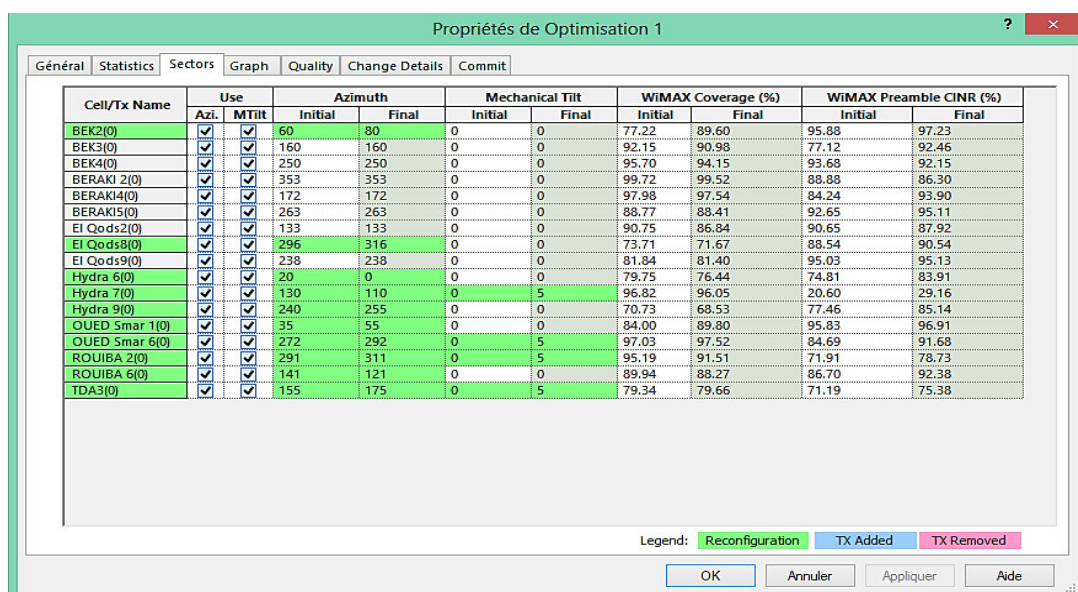 Propriétés de Optimisation 1 ? ×
Général Statistics Sectors Graph Quality Change Details Commit
Cell/Tx Name Use Azimuth Mechanical Tilt WiMAX Coverage (%) WiMAX Preamble CINR (%)
Azi. MTilt Initial Final Initial Final Initial Final Initial Final
BEK2(0) 60 80 0 0 77.22 89.60 95.88 97.23
BEK3(0) 160 160 0 0 92.15 90.98 77.12 92.46
BEK4(0) 250 250 0 0 95.70 94.15 93.68 92.15
BERAKI 2(0) 353 353 0 0 99.72 99.52 88.88 86.30
BERAKI4(0) 172 172 0 0 97.98 97.54 84.24 93.90
BERAKI5(0) 263 263 0 0 88.77 88.41 92.65 95.11
El Qods2(0) 133 133 0 0 90.75 86.84 90.65 87.92
El Qods8(0) 296 316 0 0 73.71 71.67 88.54 90.54
El Qods9(0) 238 238 0 0 81.84 81.40 95.03 95.13
Hydra 6(0) 20 0 0 0 79.75 76.44 74.81 83.91
Hydra 7(0) 130 110 0 5 96.82 96.05 20.60 29.16
Hydra 9(0) 240 255 0 0 70.73 68.53 77.46 85.14
OUED Smar 1(0) 35 55 0 0 84.00 89.80 95.83 96.91
OUED Smar 6(0) 272 292 0 5 97.03 97.52 84.69 91.68
ROUIBA 2(0) 291 311 0 5 95.19 91.51 71.91 78.73
ROUIBA 6(0) 141 121 0 0 89.94 88.27 86.70 92.38
TDA3(0) 155 175 0 5 79.34 79.66 71.19 75.38
Legend: Reconfiguration TX Added TX Removed
OK Annuler Appliquer Aide